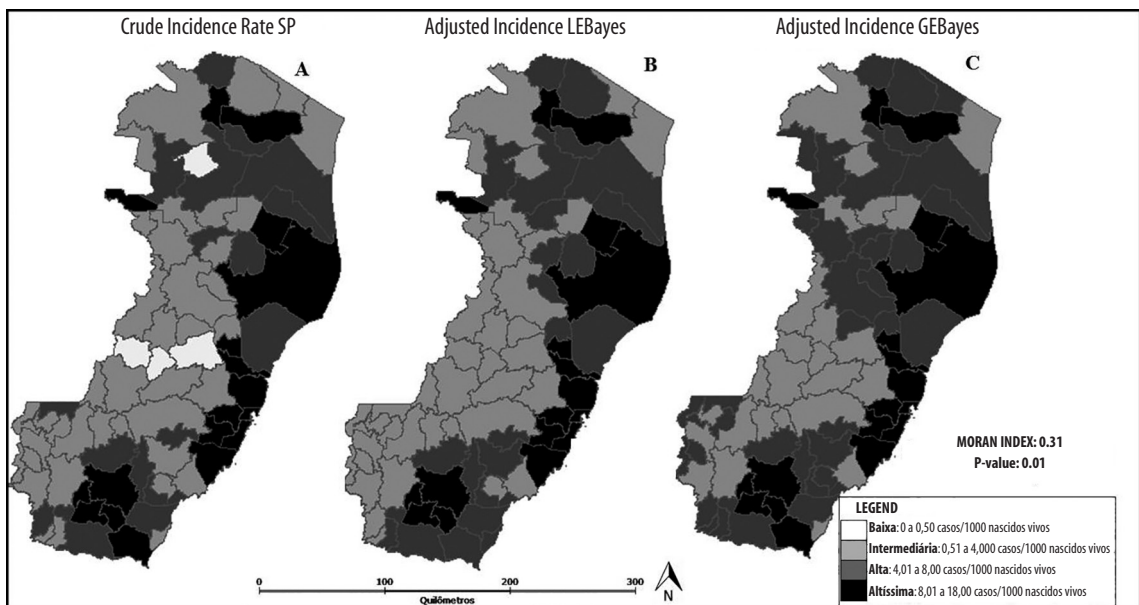 Crude Incidence Rate SP
Adjusted Incidence LEBayes
Adjusted Incidence GEBayes
A
B
C
MORAN INDEX: 0.31
P-value: 0.01
LEGEND
Baixa: 0 a 0,50 casos/1000 nascidos vivos
Intermediária: 0,51 a 4,000 casos/1000 nascidos vivos
Alta: 4,01 a 8,00 casos/1000 nascidos vivos
Altíssima: 8,01 a 18,00 casos/1000 nascidos vivos
0 100 200 300
Quilômetros
N